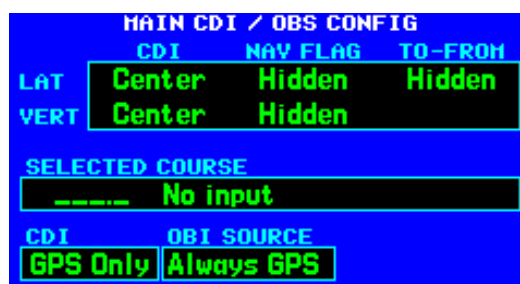 MAIN CDI / OBS CONFIG
CDI NAV FLAG TO-FROM
LAT Center Hidden Hidden
VERT Center Hidden
SELECTED COURSE
___._ No input
CDI OBI SOURCE
GPS Only Always GPS